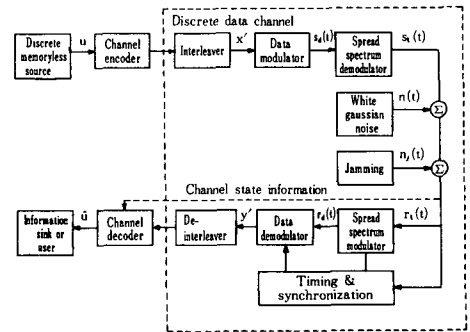 Discrete data channel
Discrete
memoryless
source
u
Channel
encoder
Interleaver
x′
Data
modulator
s_d(t)
Spread
spectrum
demodulator
s_t(t)
White
gaussian
noise
n(t)
Σ
Jamming
n_j(t)
Σ
Channel state information
Information
sink or
user
û
Channel
decoder
De-
interleaver
y′
Data
demodulator
r_d(t)
Spread
spectrum
modulator
r_t(t)
Timing &
synchronization